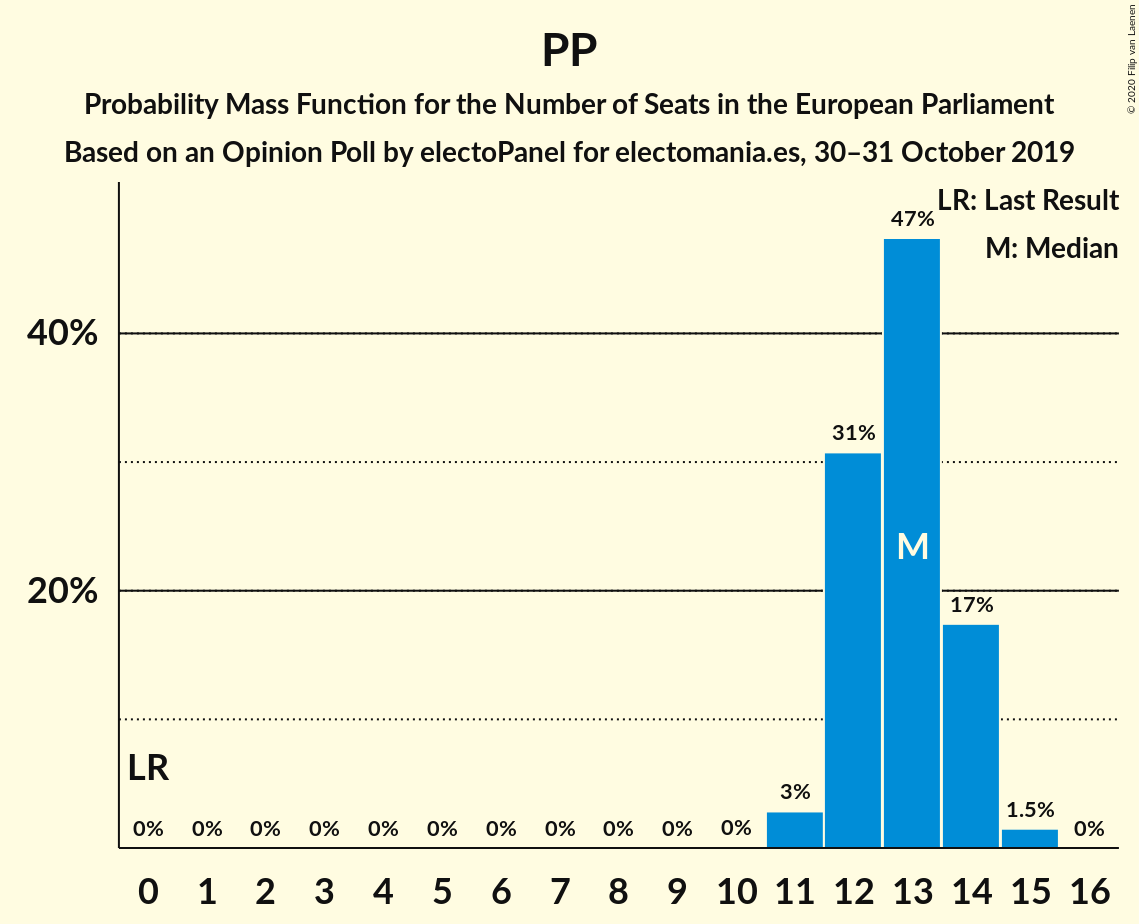 PP
Probability Mass Function for the Number of Seats in the European Parliament
Based on an Opinion Poll by electoPanel for electomania.es, 30–31 October 2019
© 2020 Filip van Laenen
LR: Last Result
M: Median
47%
40%
31%
M
20%
17%
LR
3%
1.5%
0% 0% 0% 0% 0% 0% 0% 0% 0% 0% 0% 0%
0 1 2 3 4 5 6 7 8 9 10 11 12 13 14 15 16